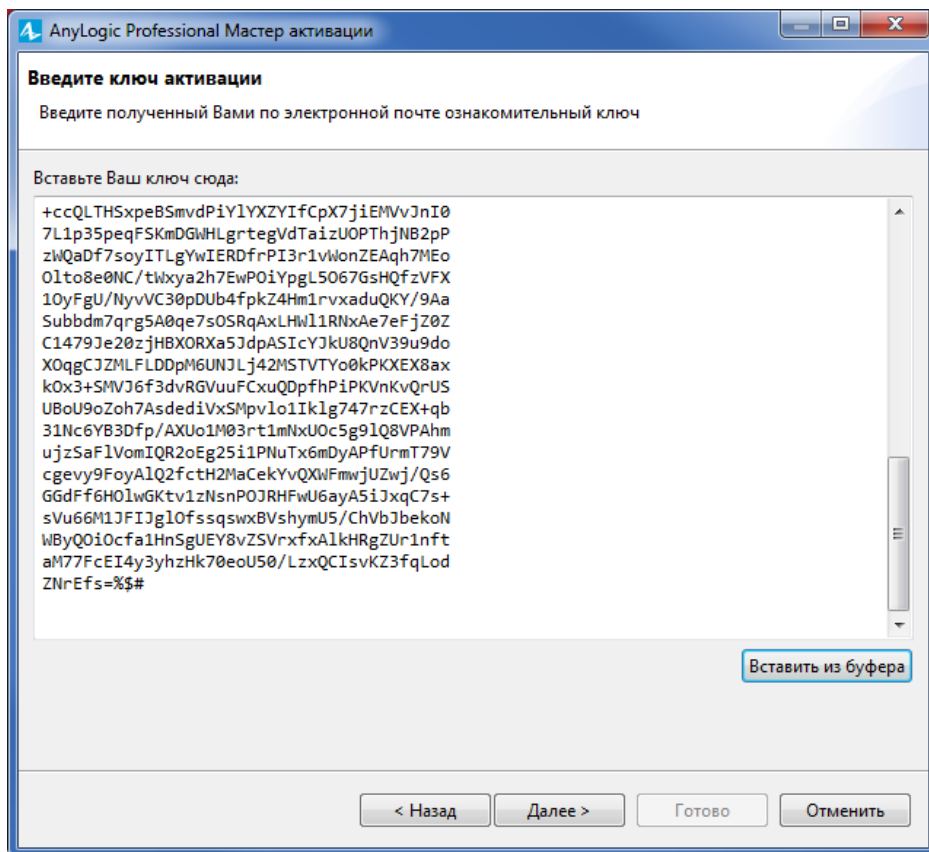 AnyLogic Professional Мастер активации
Введите ключ активации
Введите полученный Вами по электронной почте ознакомительный ключ
Вставьте Ваш ключ сюда:
+ccQLTHSxpeBSmvdPiYlYXZYIfCpX7jiEMVvJnI0
7L1p35peqFSKmDGWHLgrtegVdTaizUOPThjNB2pP
zWQaDf7soyITLgYwIERDfrPI3r1vWonZEAqh7MEo
Olto8e0NC/tWxya2h7EwPOiYpgL5O67GsHQfzVFX
1OyFgU/NyvVC30pDUb4fpkZ4Hm1rvxaduQKY/9Aa
Subbdm7qrg5A0qe7sOSRqAxLHWl1RNxAe7eFjZ0Z
C1479Je20zjHBXORXa5JdpASIcYJkU8QnV39u9do
XOqgCJZMLFLDDpM6UNJLj42MSTVTYo0kPKXEX8ax
kOx3+SMVJ6f3dvRGVuuFCxuQDpfhPiPKVnKvQrUS
UBoU9oZoh7AsdediVxSMpvlo1Iklg747rzCEX+qb
31Nc6YB3Dfp/AXUo1M03rt1mNxUOc5g9lQ8VPAhm
ujzSaFlVomIQR2oEg25i1PNuTx6mDyAPfUrmT79V
cgevy9FoyAlQ2fctH2MaCekYvQXWFmwjUZwj/Qs6
GGdFf6HOlwGKtv1zNsnPOJRHFwU6ayA5iJxqC7s+
sVu66M1JFIJglOfssqswxBVshymU5/ChVbJbekoN
WByQOiOcfa1HnSgUEY8vZSVrxfxAlkHRgZUr1nft
aM77FcEI4y3yhzHk70eoU50/LzxQCIsvKZ3fqLod
ZNrEfs=%$#
Вставить из буфера
< Назад
Далее >
Готово
Отменить